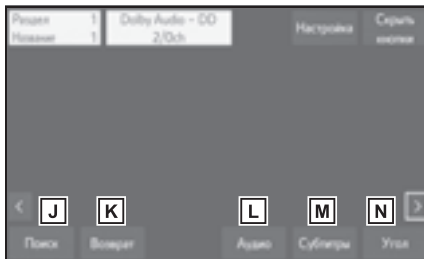 Раздел 1 Dolby Audio – DD Настройка Скрыть
Название 1 2/0ch кнопки
< J K L M N >
Поиск Возврат Аудио Субтитры Угол